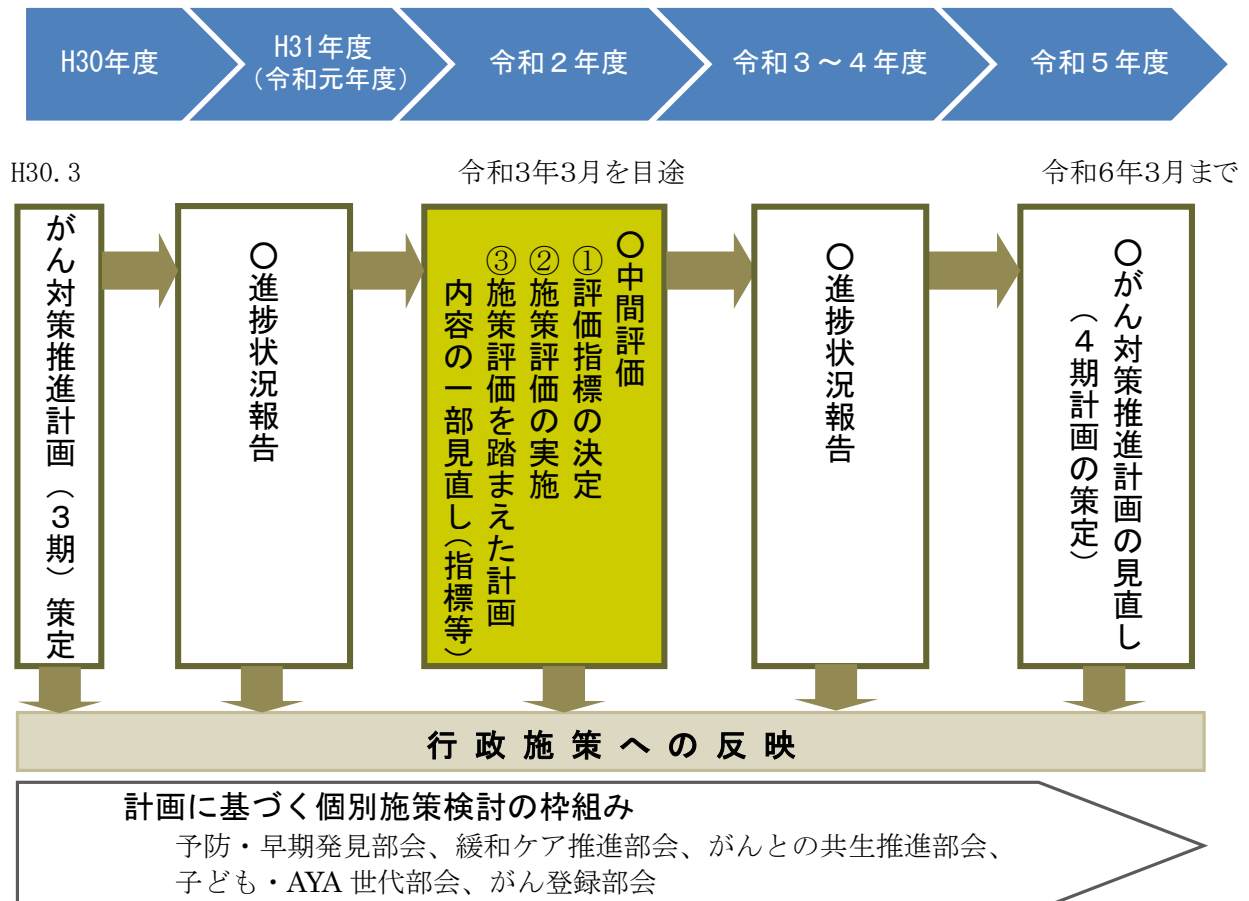 H30年度
H31年度
(令和元年度)
令和２年度
令和３～４年度
令和５年度
H30.3
令和3年3月を目途
令和6年3月まで
がん対策推進計画（３期）策定
○進捗状況報告
○中間評価
①評価指標の決定
②施策評価の実施
③施策評価を踏まえた計画
内容の一部見直し（指標等）
○進捗状況報告
○がん対策推進計画の見直し
（４期計画の策定）
行政施策への反映
計画に基づく個別施策検討の枠組み
予防・早期発見部会、緩和ケア推進部会、がんとの共生推進部会、
子ども・AYA 世代部会、がん登録部会